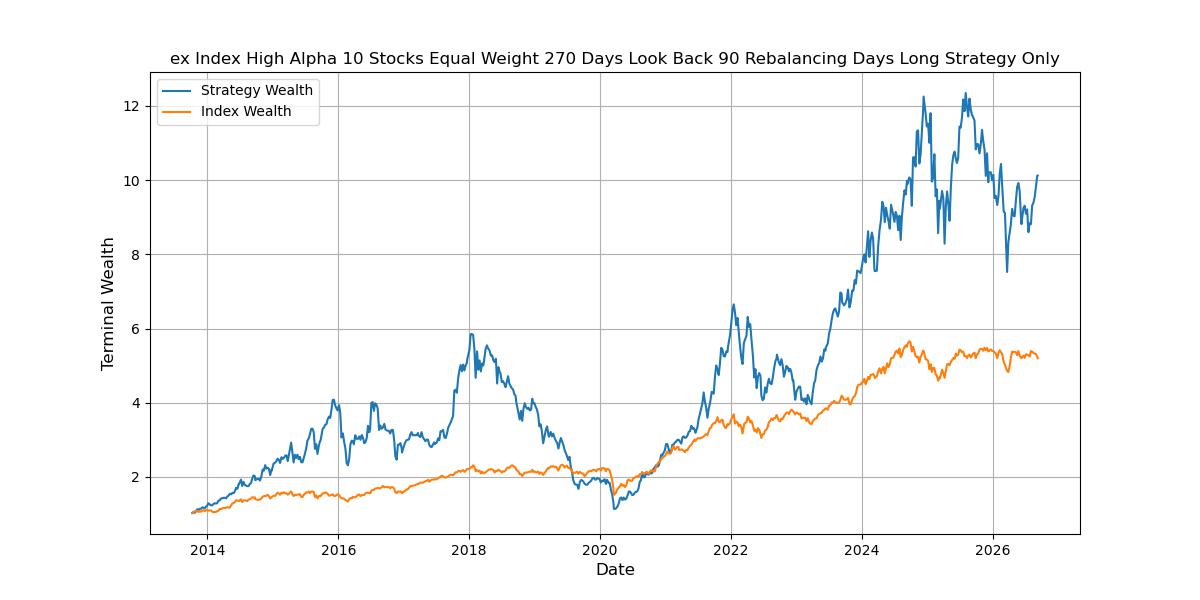 ex Index High Alpha 10 Stocks Equal Weight 270 Days Look Back 90 Rebalancing Days Long Strategy Only
Strategy Wealth
Index Wealth
Terminal Wealth
12
10
8
6
4
2
2014 2016 2018 2020 2022 2024 2026
Date